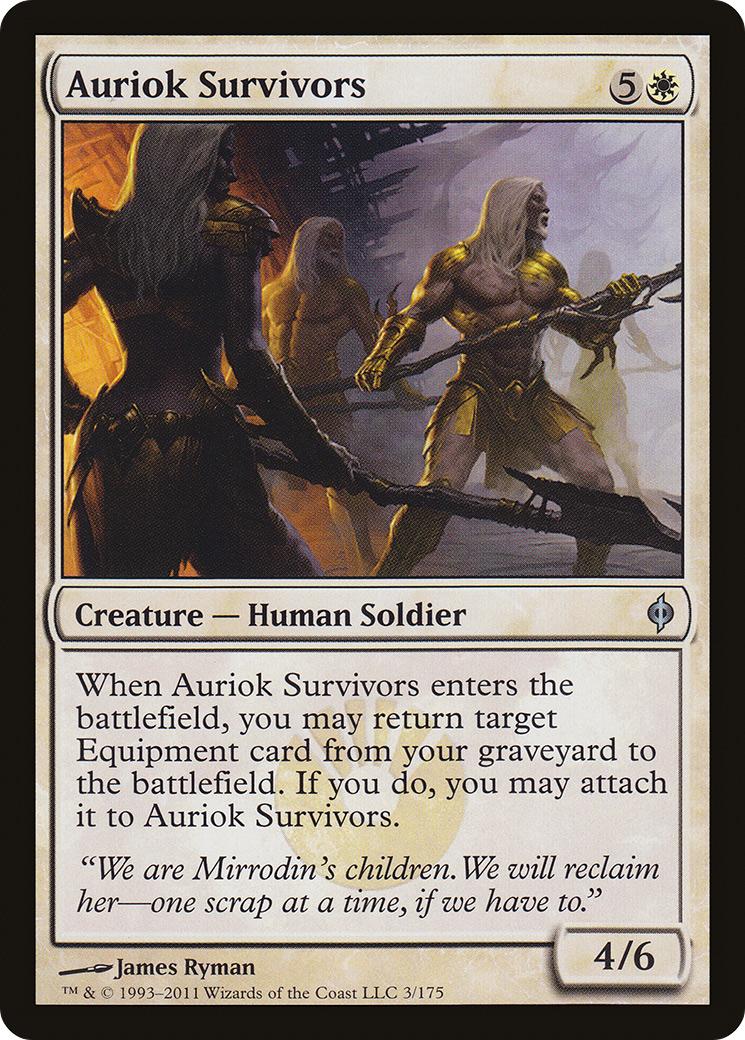 Auriok Survivors 5
Creature — Human Soldier
When Auriok Survivors enters the
battlefield, you may return target
Equipment card from your graveyard to
the battlefield. If you do, you may attach
it to Auriok Survivors.
“We are Mirrodin’s children. We will reclaim
her—one scrap at a time, if we have to.”
4/6
James Ryman
™ & © 1993–2011 Wizards of the Coast LLC 3/175